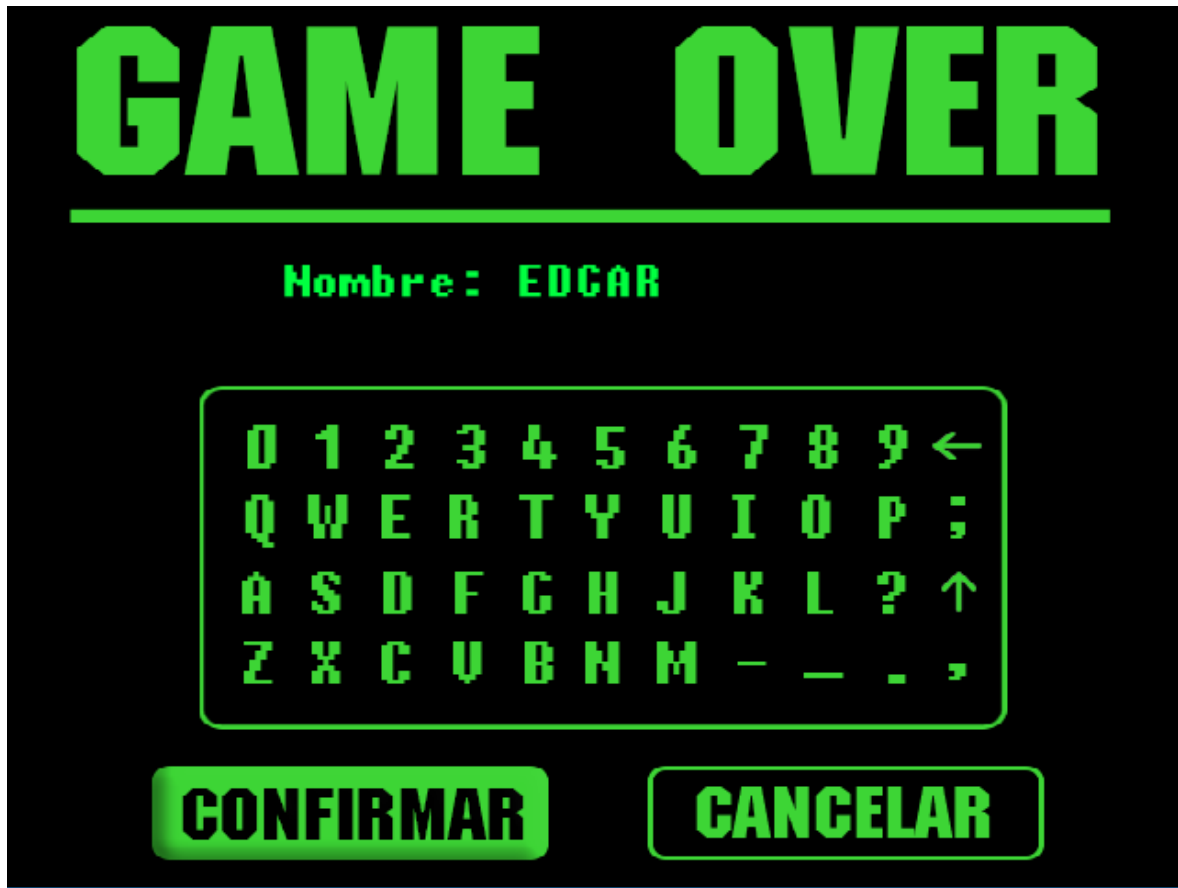 GAME OVER
Nombre: EDGAR
0 1 2 3 4 5 6 7 8 9 ←
Q W E R T Y U I O P ;
A S D F G H J K L ? ↑
Z X C V B N M - _ . ,
CONFIRMAR CANCELAR